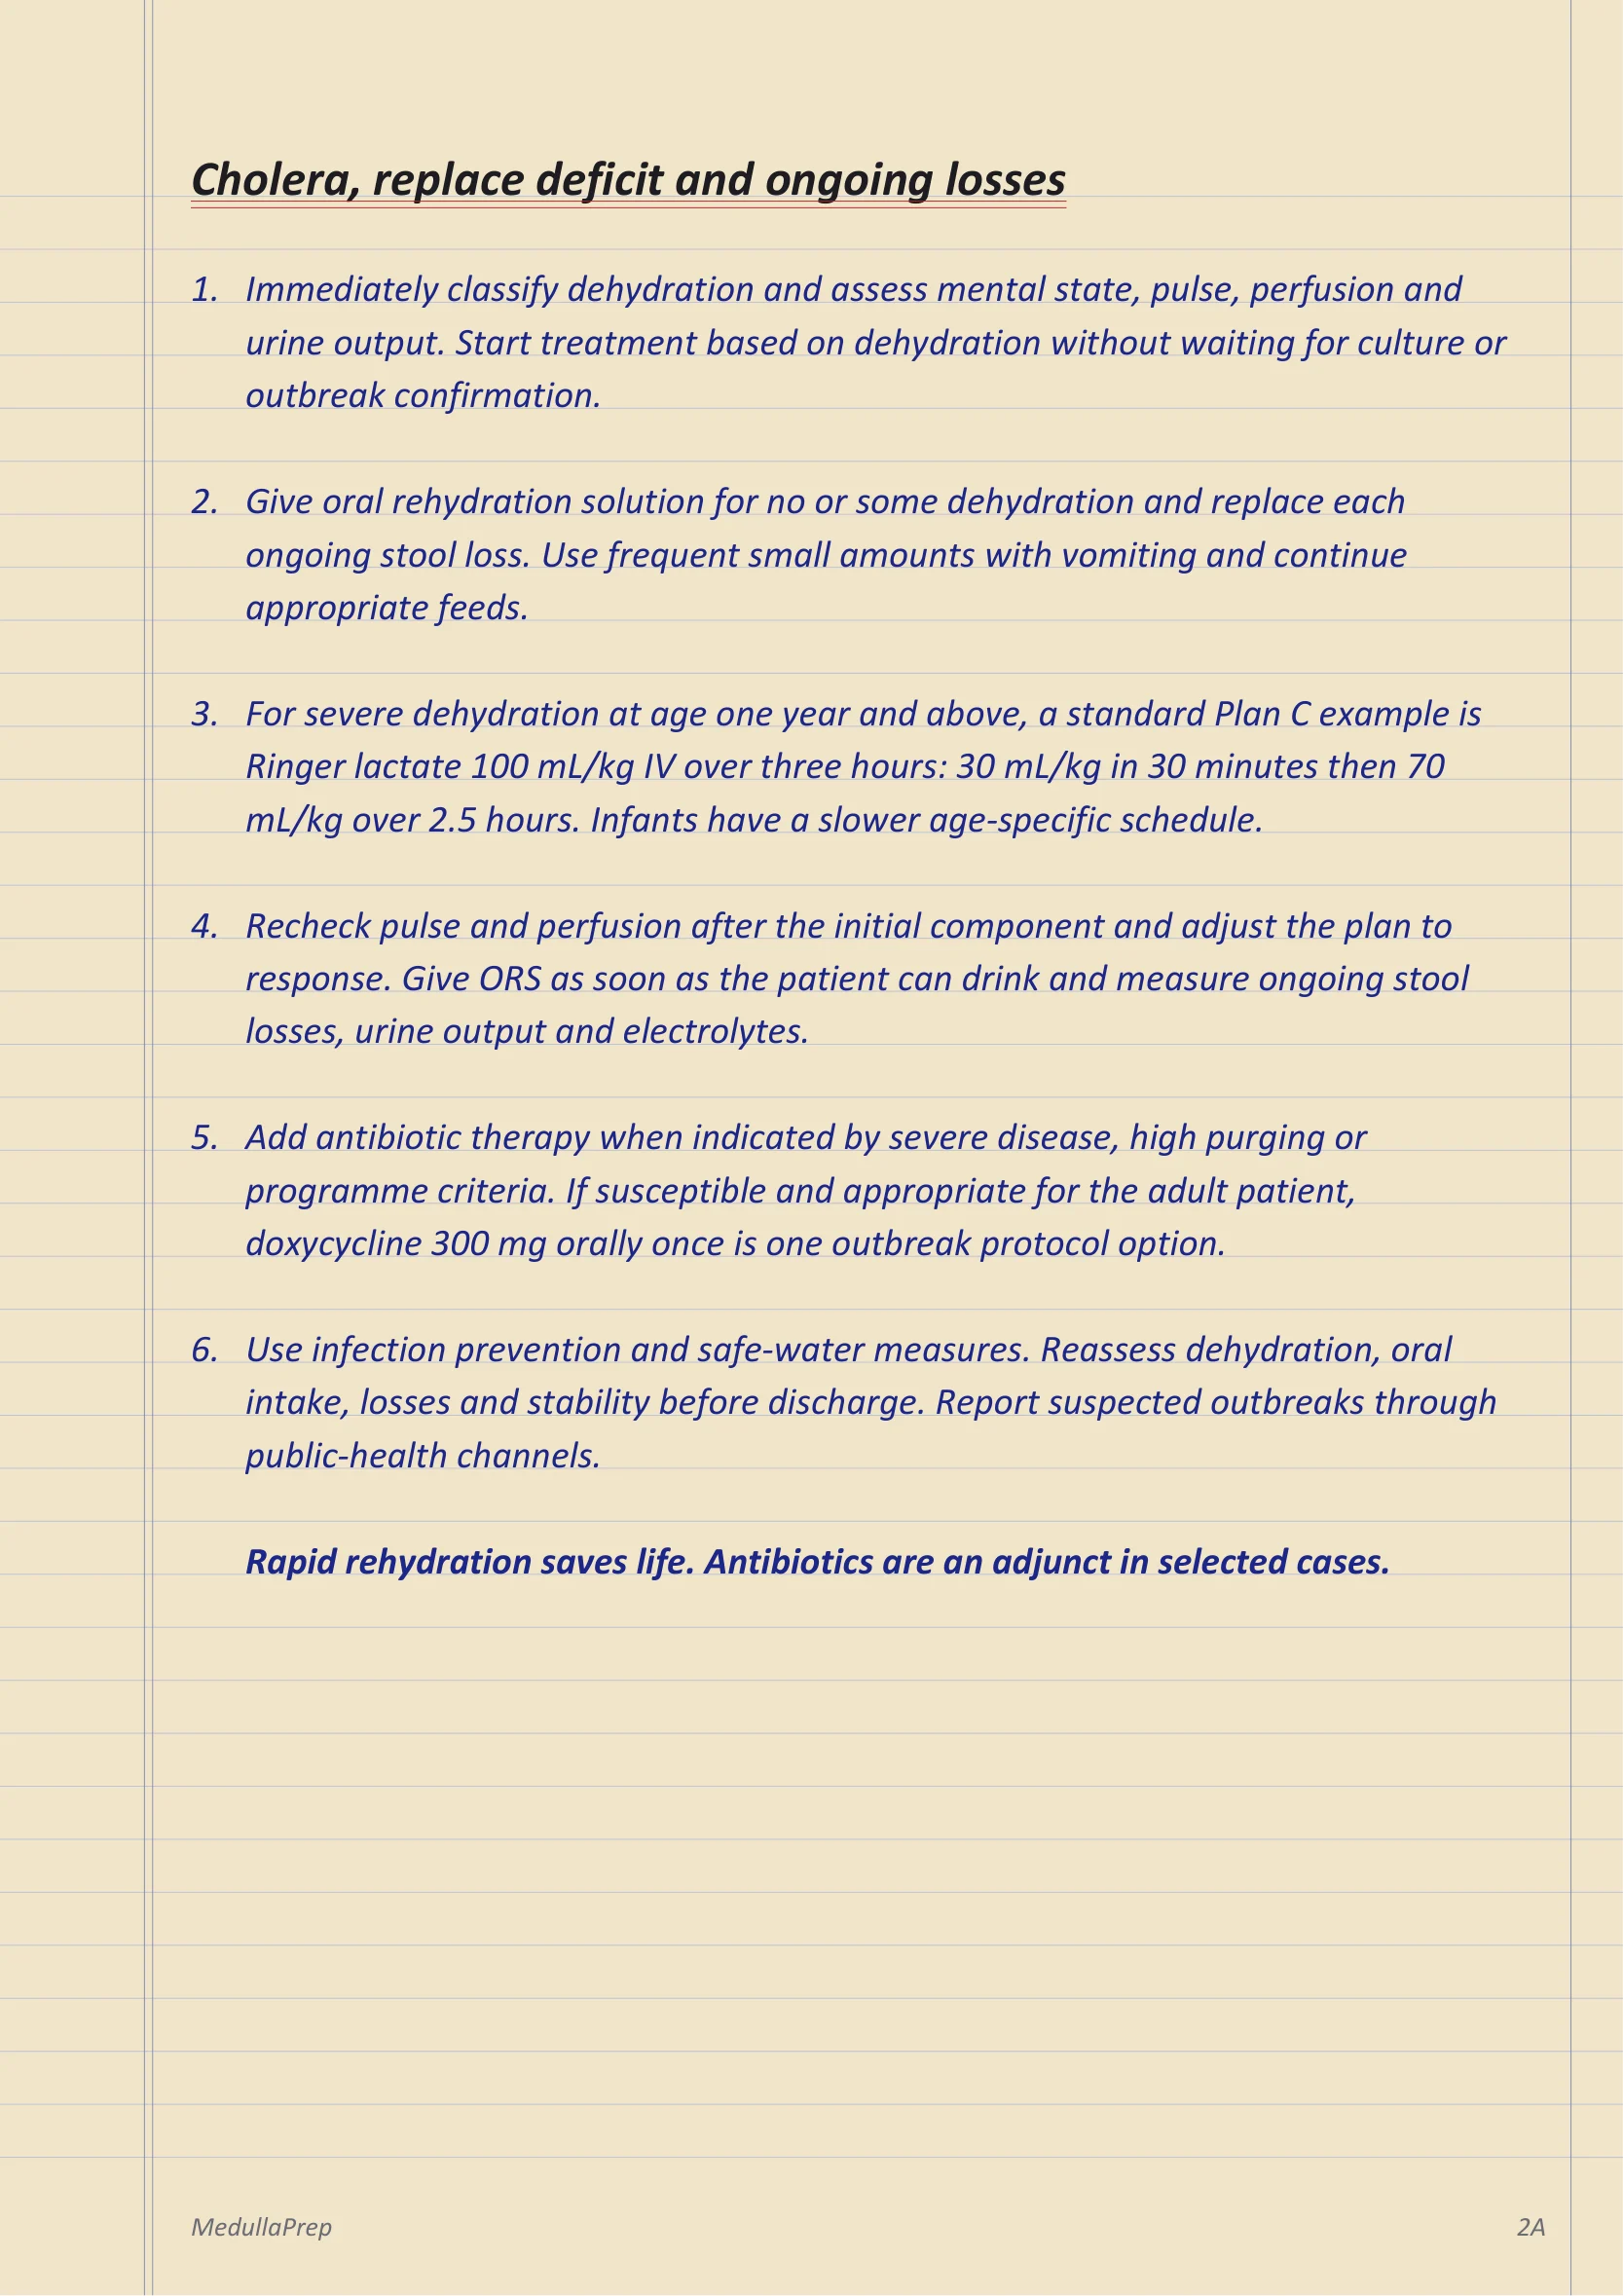 Cholera, replace deficit and ongoing losses
1. Immediately classify dehydration and assess mental state, pulse, perfusion and
urine output. Start treatment based on dehydration without waiting for culture or
outbreak confirmation.
2. Give oral rehydration solution for no or some dehydration and replace each
ongoing stool loss. Use frequent small amounts with vomiting and continue
appropriate feeds.
3. For severe dehydration at age one year and above, a standard Plan C example is
Ringer lactate 100 mL/kg IV over three hours: 30 mL/kg in 30 minutes then 70
mL/kg over 2.5 hours. Infants have a slower age-specific schedule.
4. Recheck pulse and perfusion after the initial component and adjust the plan to
response. Give ORS as soon as the patient can drink and measure ongoing stool
losses, urine output and electrolytes.
5. Add antibiotic therapy when indicated by severe disease, high purging or
programme criteria. If susceptible and appropriate for the adult patient,
doxycycline 300 mg orally once is one outbreak protocol option.
6. Use infection prevention and safe-water measures. Reassess dehydration, oral
intake, losses and stability before discharge. Report suspected outbreaks through
public-health channels.
Rapid rehydration saves life. Antibiotics are an adjunct in selected cases.
MedullaPrep
2A